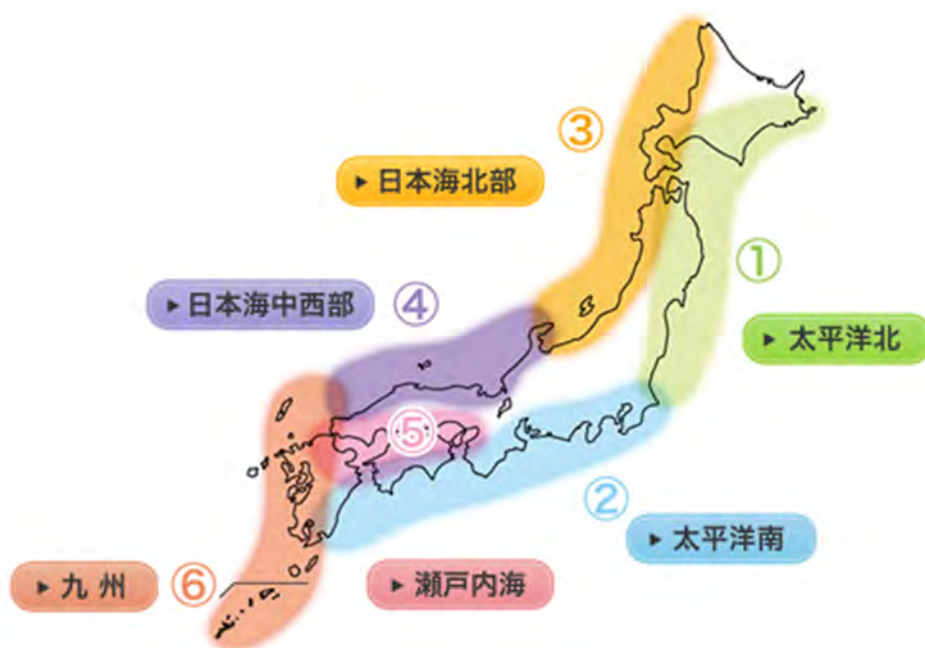 ③
▶ 日本海北部
①
▶ 日本海中西部
④
▶ 太平洋北
⑤
②
▶ 太平洋南
▶ 九 州
⑥
▶ 瀬戸内海